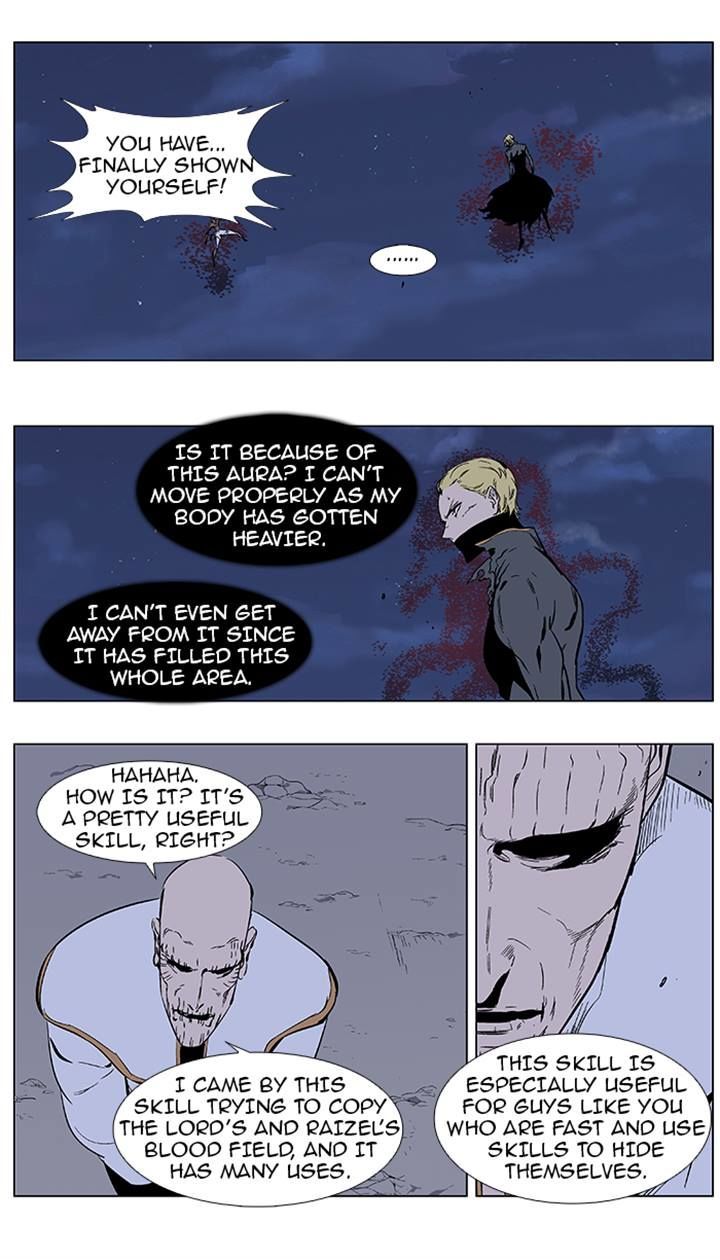 YOU HAVE...
FINALLY SHOWN
YOURSELF!
......
IS IT BECAUSE OF
THIS AURA? I CAN'T
MOVE PROPERLY AS MY
BODY HAS GOTTEN
HEAVIER.
I CAN'T EVEN GET
AWAY FROM IT SINCE
IT HAS FILLED THIS
WHOLE AREA.
HAHAHA.
HOW IS IT? IT'S
A PRETTY USEFUL
SKILL, RIGHT?
I CAME BY THIS
SKILL TRYING TO COPY
THE LORD'S AND RAIZEL'S
BLOOD FIELD, AND IT
HAS MANY USES.
THIS SKILL IS
ESPECIALLY USEFUL
FOR GUYS LIKE YOU
WHO ARE FAST AND USE
SKILLS TO HIDE
THEMSELVES.